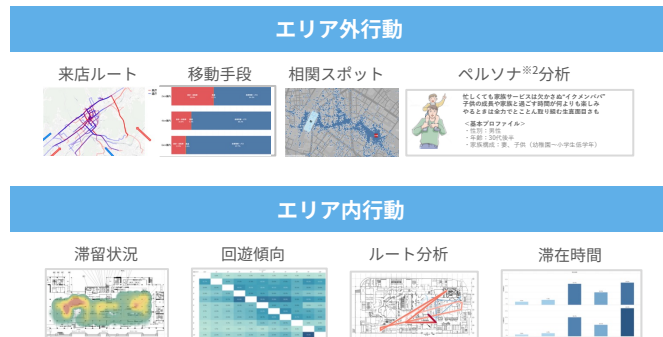 エリア外行動
来店ルート 移動手段 相関スポット ペルソナ※2分析
忙しくても家族サービスは欠かさぬ“イクメンパパ”
子供の成長や家族と過ごす時間が何よりも楽しみ
やるときは全力でとことん取り組む生真面目さも
<基本プロファイル>
- 性別：男性
- 年齢：30代後半
- 家族構成：妻、子供（幼稚園～小学生低学年）
エリア内行動
滞留状況 回遊傾向 ルート分析 滞在時間